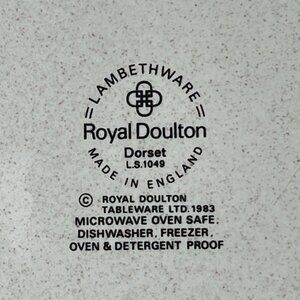 LAMBETHWARE
Royal Doulton
Dorset
L.S.1049
MADE IN ENGLAND
© ROYAL DOULTON
TABLEWARE LTD.1983
MICROWAVE OVEN SAFE.
DISHWASHER, FREEZER,
OVEN & DETERGENT PROOF